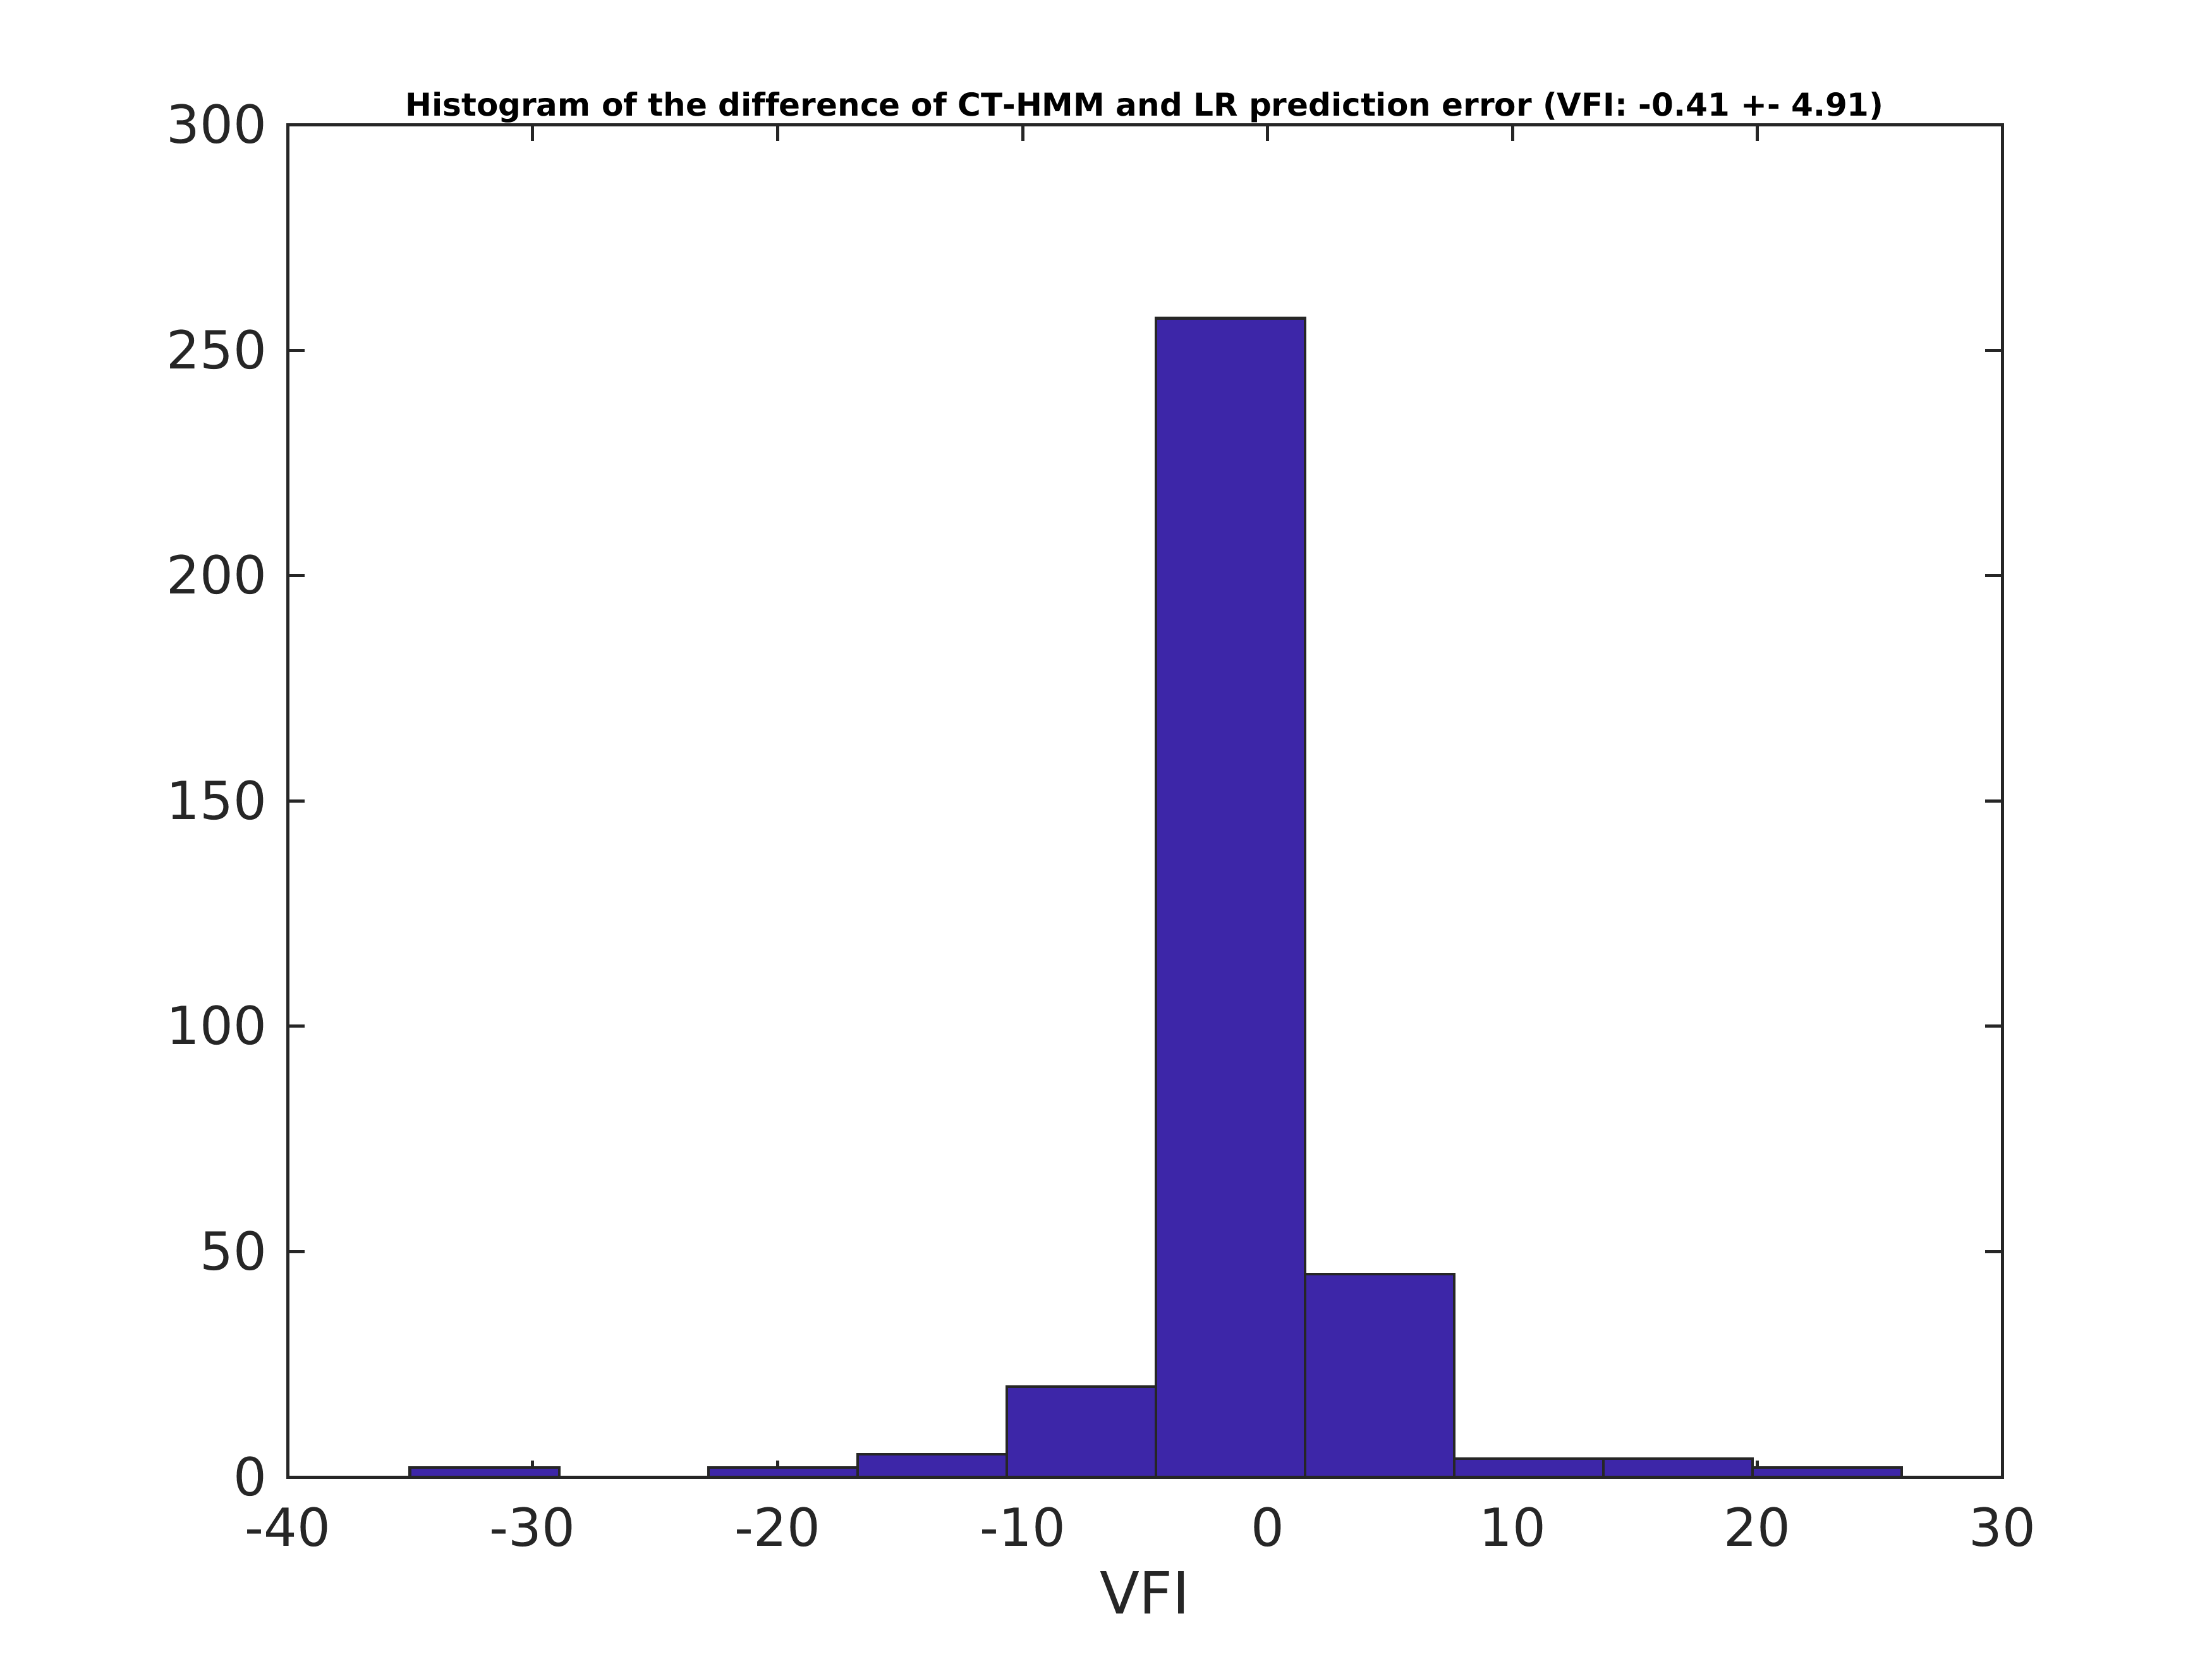 Histogram of the difference of CT-HMM and LR prediction error (VFI: -0.41 +- 4.91)
300
250
200
150
100
50
0
-40 -30 -20 -10 0 10 20 30
VFI